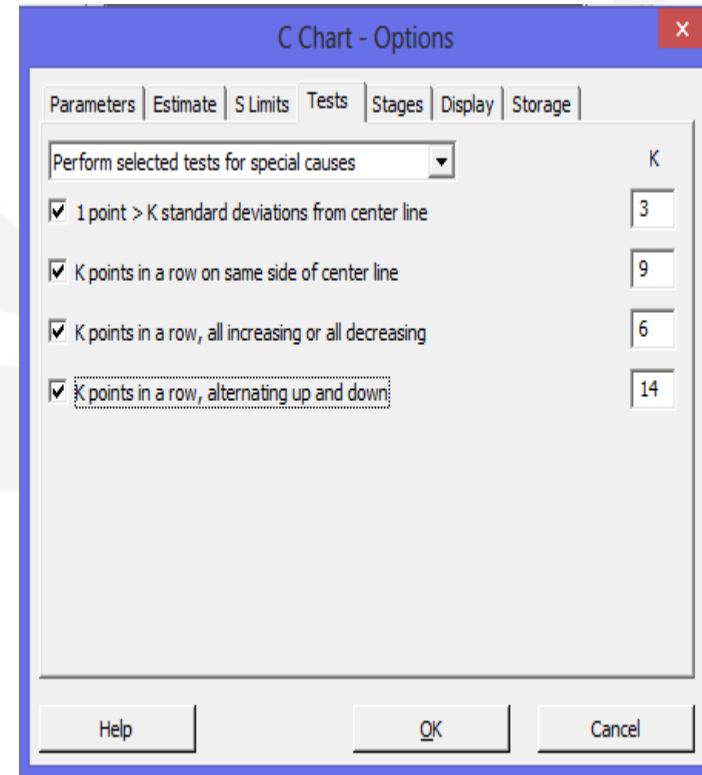 C Chart - Options
x
Parameters Estimate S Limits Tests Stages Display Storage
Perform selected tests for special causes K
1 point > K standard deviations from center line 3
K points in a row on same side of center line 9
K points in a row, all increasing or all decreasing 6
K points in a row, alternating up and down 14
Help OK Cancel